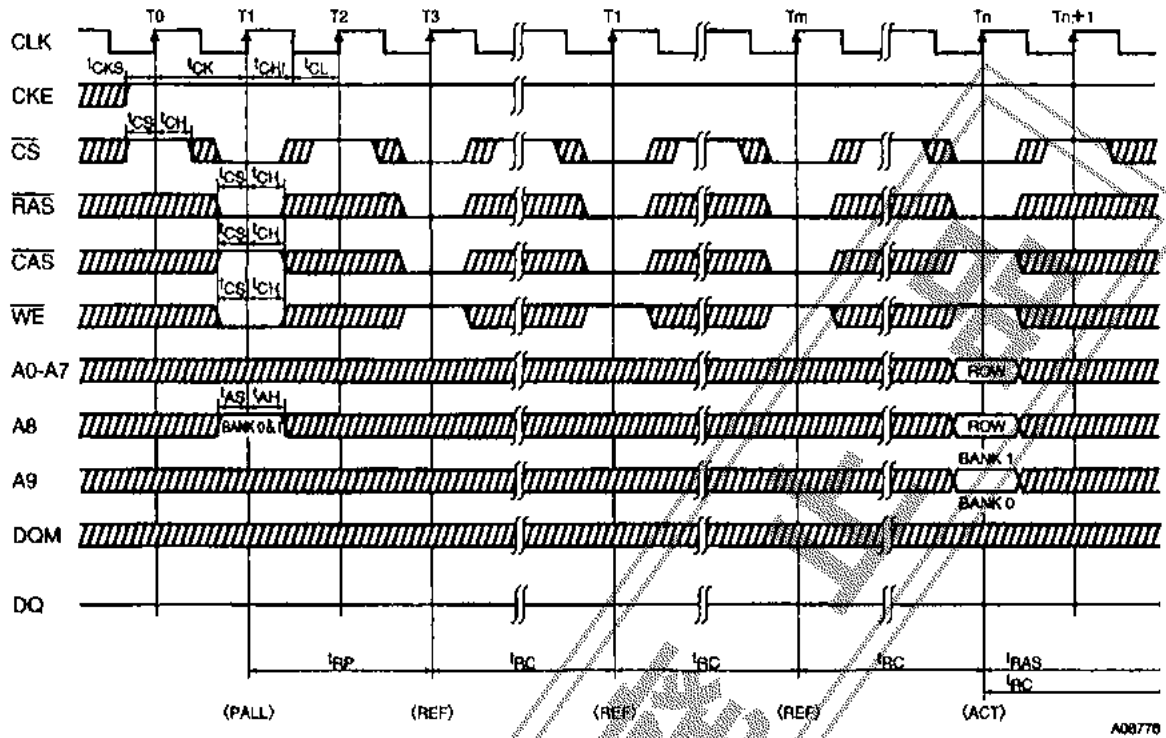 T0 T1 T2 T3 T1 Tm Tn Tn+1
CLK
tCKS tCK tCH tCL
CKE
tCS tCH
CS
tCS tCH
RAS
tCS tCH
CAS
tCS tCH
WE
A0-A7 ROW
tAS tAH
A8 BANK 0 & 1 ROW
BANK 1
A9
BANK 0
DQM
DQ
tRP tRC tRC tRC tRAS
tRC
(PALL) (REF) (REF) (REF) (ACT)
A08776